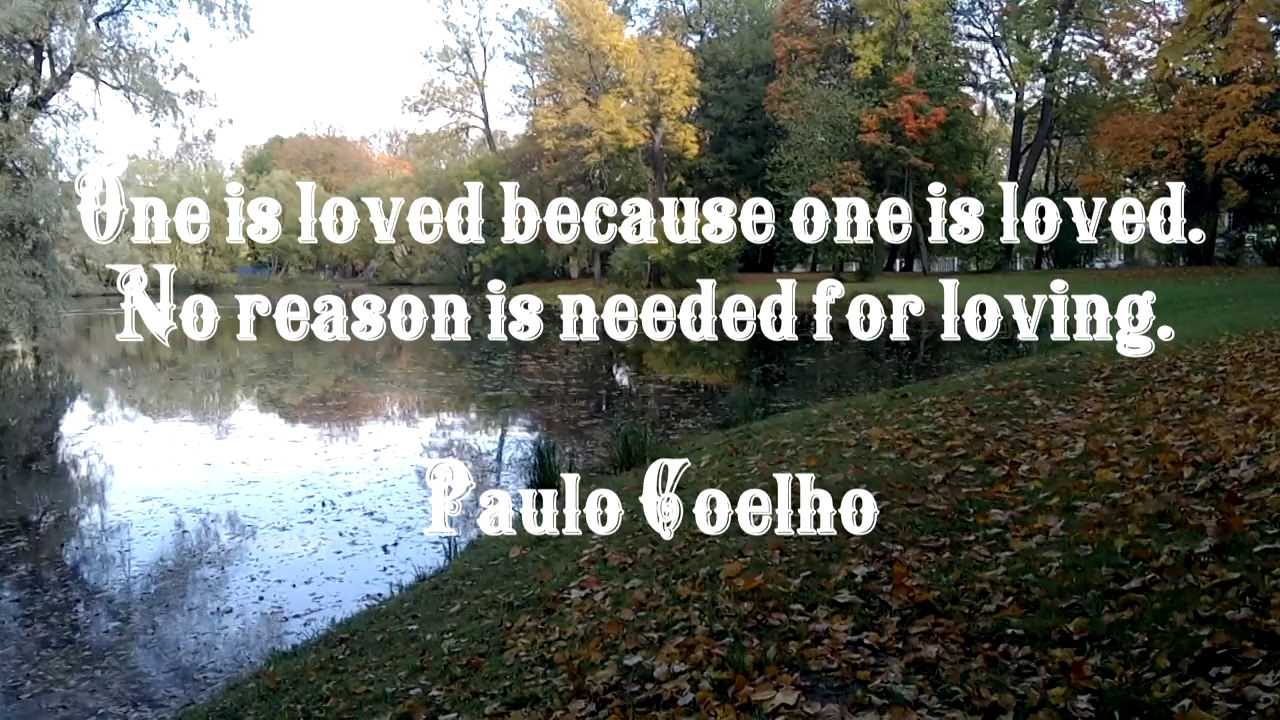 One is loved because one is loved.
No reason is needed for loving.
Paulo Coelho